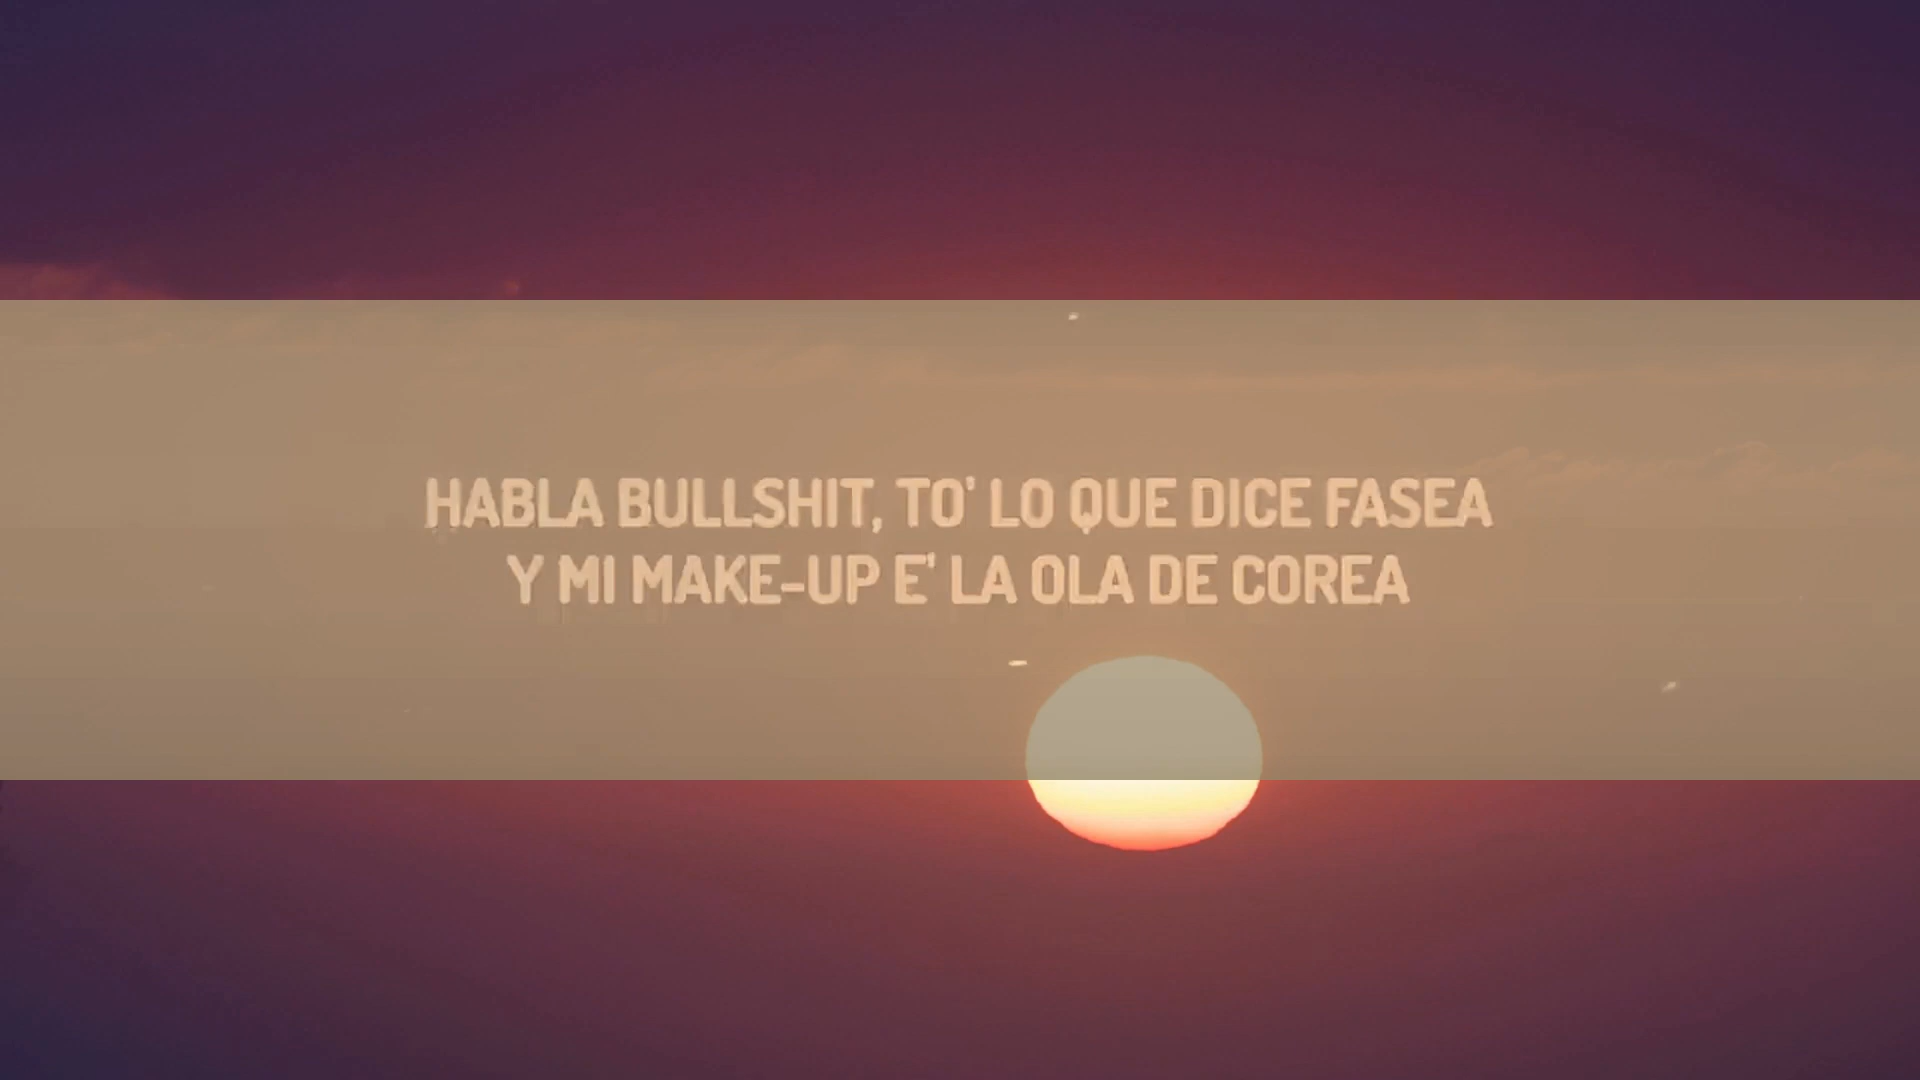 HABLA BULLSHIT, TO' LO QUE DICE FASEA
Y MI MAKE-UP E' LA OLA DE COREA